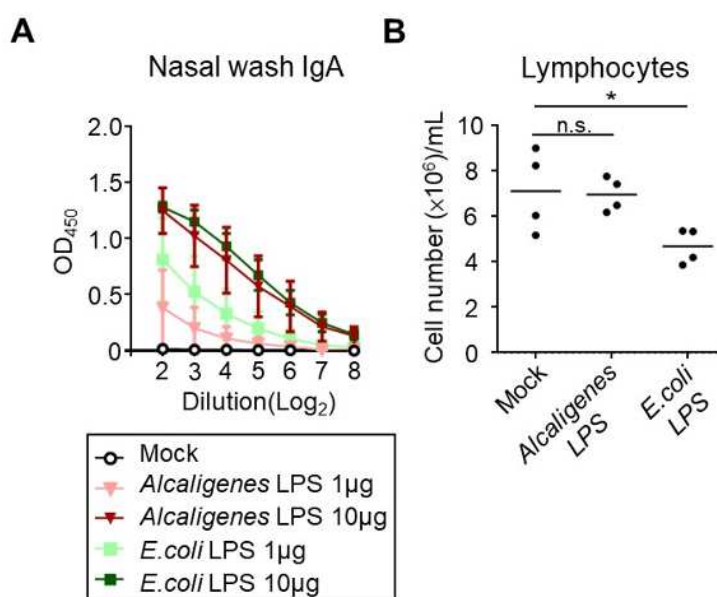 A
Nasal wash IgA
2.0
1.5
1.0
0.5
0
OD450
2 3 4 5 6 7 8
Dilution(Log2)
Mock
Alcaligenes LPS 1µg
Alcaligenes LPS 10µg
E.coli LPS 1µg
E.coli LPS 10µg
B
Lymphocytes
*
n.s.
10
8
6
4
2
0
Cell number (×10⁶)/mL
Mock
Alcaligenes
LPS
E.coli
LPS